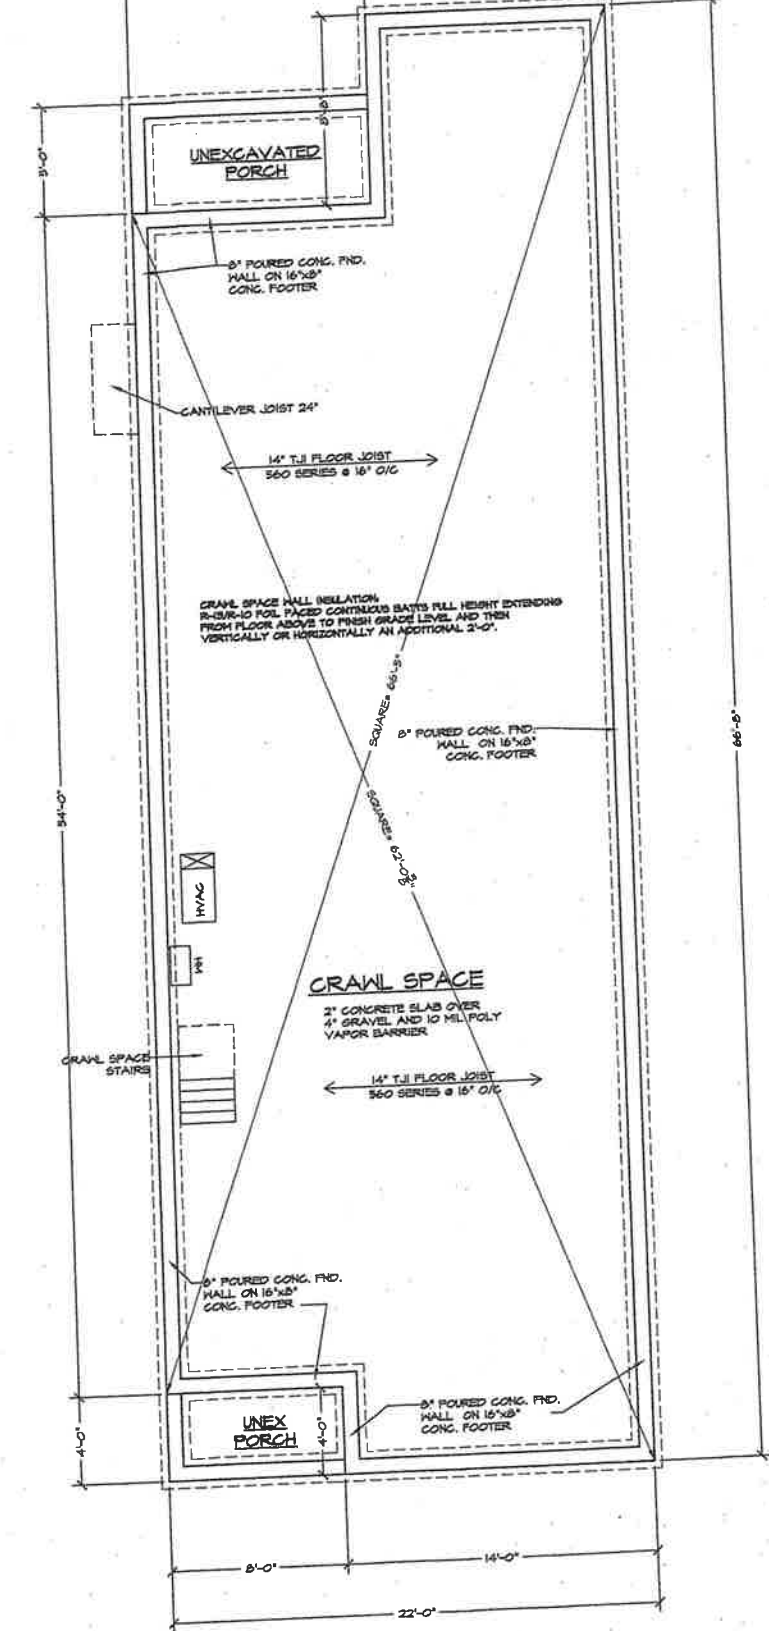 8'-8"
5'-0"
UNEXCAVATED
PORCH
8" POURED CONC. FND.
WALL ON 16"x8"
CONC. FOOTER
CANTILEVER JOIST 24"
14" TJI FLOOR JOIST
560 SERIES @ 16" O/C
CRAWL SPACE WALL INSULATION:
R-13/R-10 FOIL FACED CONTINUOUS BATTS FULL HEIGHT EXTENDING
FROM FLOOR ABOVE TO FINISH GRADE LEVEL AND THEN
VERTICALLY OR HORIZONTALLY AN ADDITIONAL 2'-0".
SQUARE= 66'-5"
8" POURED CONC. FND.
WALL ON 16"x8"
CONC. FOOTER
66'-8"
54'-0"
SQUARE=
HVAC
WH
CRAWL SPACE
2" CONCRETE SLAB OVER
4" GRAVEL AND 10 MIL POLY
VAPOR BARRIER
CRAWL SPACE
STAIRS
14" TJI FLOOR JOIST
560 SERIES @ 16" O/C
8" POURED CONC. FND.
WALL ON 16"x8"
CONC. FOOTER
8" POURED CONC. FND.
WALL ON 16"x8"
CONC. FOOTER
UNEX
PORCH
4'-0"
4'-0"
8'-0"
14'-0"
22'-0"